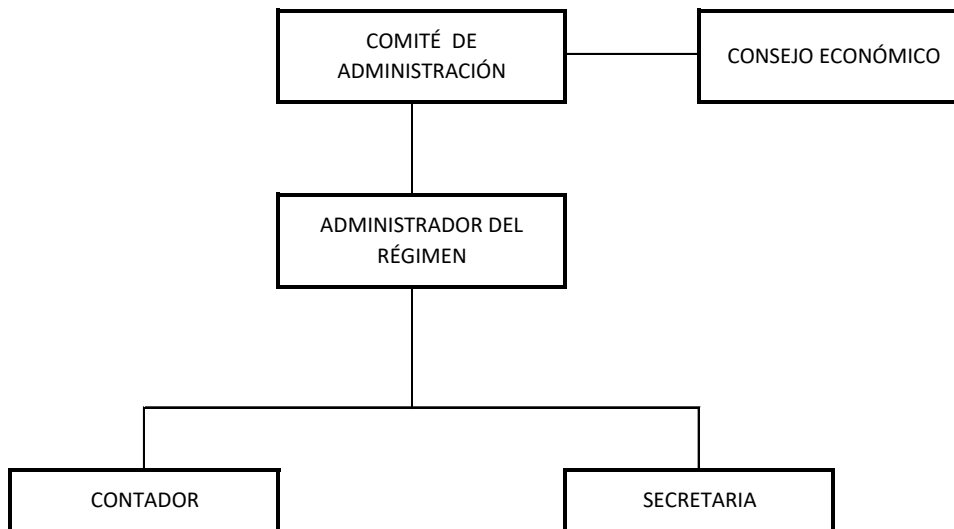 COMITÉ DE
ADMINISTRACIÓN
CONSEJO ECONÓMICO
ADMINISTRADOR DEL
RÉGIMEN
CONTADOR
SECRETARIA